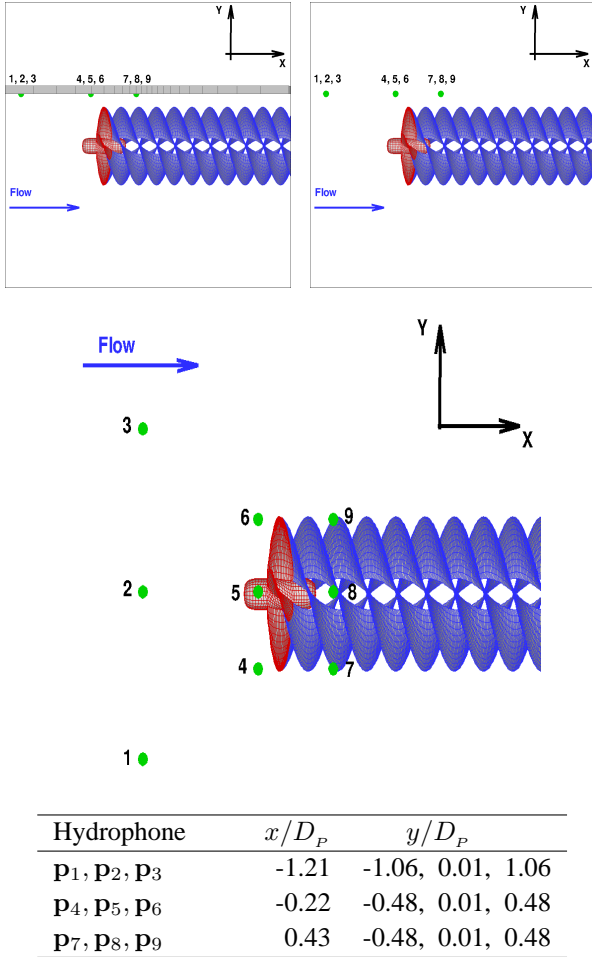 Y
X
1, 2, 3 4, 5, 6 7, 8, 9
Flow
Y
X
1, 2, 3 4, 5, 6 7, 8, 9
Flow
Flow
Y
X
3
6 9
2 5 8
4 7
1
Hydrophone x/D_P y/D_P
p₁, p₂, p₃ -1.21 -1.06, 0.01, 1.06
p₄, p₅, p₆ -0.22 -0.48, 0.01, 0.48
p₇, p₈, p₉ 0.43 -0.48, 0.01, 0.48